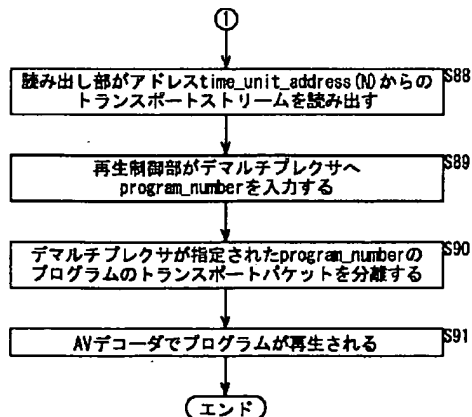 ①
読み出し部がアドレスtime_unit_address(N)からの
トランスポートストリームを読み出す
S88
再生制御部がデマルチプレクサへ
program_numberを入力する
S89
デマルチプレクサが指定されたprogram_numberの
プログラムのトランスポートパケットを分離する
S90
AVデコーダでプログラムが再生される
S91
エンド